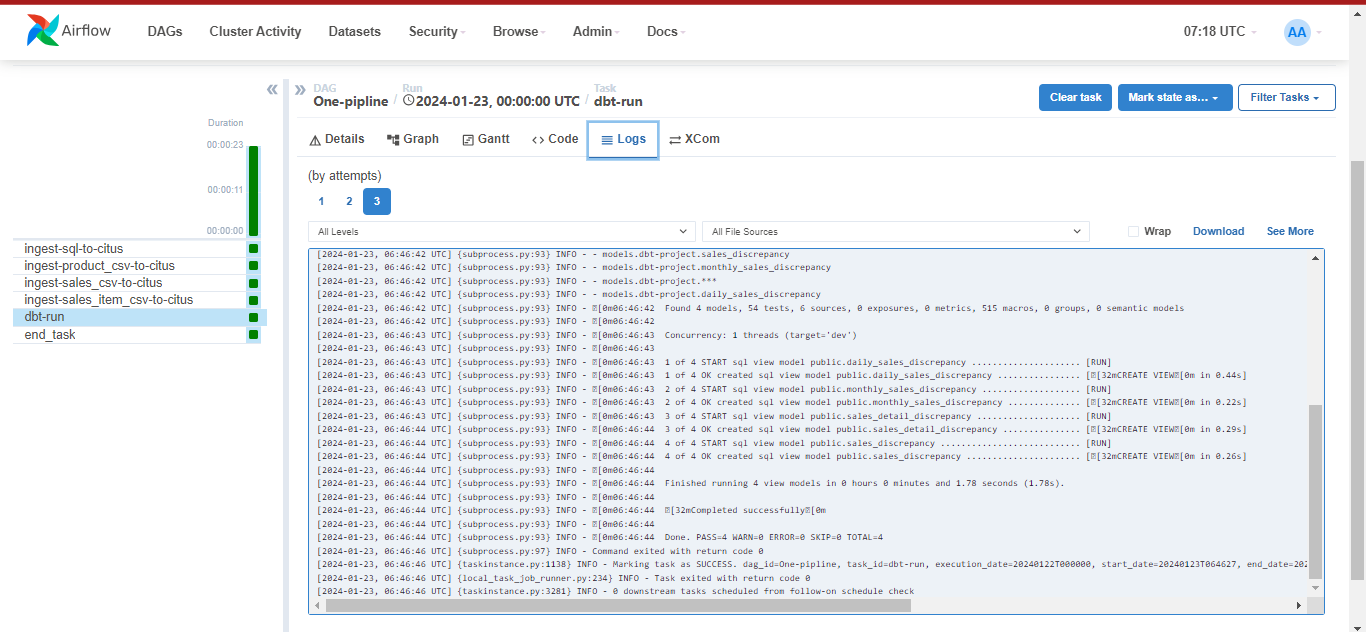 Airflow
DAGs
Cluster Activity
Datasets
Security
Browse
Admin
Docs
07:18 UTC
AA
«
»
DAG
One-pipline
/
Run
2024-01-23, 00:00:00 UTC
/
Task
dbt-run
Clear task
Mark state as...
Filter Tasks
Duration
00:00:23
00:00:11
00:00:00
ingest-sql-to-citus
ingest-product_csv-to-citus
ingest-sales_csv-to-citus
ingest-sales_item_csv-to-citus
dbt-run
end_task
Details
Graph
Gantt
<> Code
Logs
XCom
(by attempts)
1 2 3
All Levels
All File Sources
Wrap
Download
See More
[2024-01-23, 06:46:42 UTC] {subprocess.py:93} INFO - - models.dbt-project.sales_discrepancy
[2024-01-23, 06:46:42 UTC] {subprocess.py:93} INFO - - models.dbt-project.monthly_sales_discrepancy
[2024-01-23, 06:46:42 UTC] {subprocess.py:93} INFO - - models.dbt-project.***
[2024-01-23, 06:46:42 UTC] {subprocess.py:93} INFO - - models.dbt-project.daily_sales_discrepancy
[2024-01-23, 06:46:42 UTC] {subprocess.py:93} INFO - [0m06:46:42 Found 4 models, 54 tests, 6 sources, 0 exposures, 0 metrics, 515 macros, 0 groups, 0 semantic models
[2024-01-23, 06:46:42 UTC] {subprocess.py:93} INFO - [0m06:46:42
[2024-01-23, 06:46:43 UTC] {subprocess.py:93} INFO - [0m06:46:43 Concurrency: 1 threads (target='dev')
[2024-01-23, 06:46:43 UTC] {subprocess.py:93} INFO - [0m06:46:43
[2024-01-23, 06:46:43 UTC] {subprocess.py:93} INFO - [0m06:46:43 1 of 4 START sql view model public.daily_sales_discrepancy ..................... [RUN]
[2024-01-23, 06:46:43 UTC] {subprocess.py:93} INFO - [0m06:46:43 1 of 4 OK created sql view model public.daily_sales_discrepancy ................ [[32mCREATE VIEW[0m in 0.44s]
[2024-01-23, 06:46:43 UTC] {subprocess.py:93} INFO - [0m06:46:43 2 of 4 START sql view model public.monthly_sales_discrepancy ................... [RUN]
[2024-01-23, 06:46:43 UTC] {subprocess.py:93} INFO - [0m06:46:43 2 of 4 OK created sql view model public.monthly_sales_discrepancy .............. [[32mCREATE VIEW[0m in 0.22s]
[2024-01-23, 06:46:43 UTC] {subprocess.py:93} INFO - [0m06:46:43 3 of 4 START sql view model public.sales_detail_discrepancy .................... [RUN]
[2024-01-23, 06:46:44 UTC] {subprocess.py:93} INFO - [0m06:46:44 3 of 4 OK created sql view model public.sales_detail_discrepancy ............... [[32mCREATE VIEW[0m in 0.29s]
[2024-01-23, 06:46:44 UTC] {subprocess.py:93} INFO - [0m06:46:44 4 of 4 START sql view model public.sales_discrepancy ........................... [RUN]
[2024-01-23, 06:46:44 UTC] {subprocess.py:93} INFO - [0m06:46:44 4 of 4 OK created sql view model public.sales_discrepancy ...................... [[32mCREATE VIEW[0m in 0.26s]
[2024-01-23, 06:46:44 UTC] {subprocess.py:93} INFO - [0m06:46:44
[2024-01-23, 06:46:44 UTC] {subprocess.py:93} INFO - [0m06:46:44 Finished running 4 view models in 0 hours 0 minutes and 1.78 seconds (1.78s).
[2024-01-23, 06:46:44 UTC] {subprocess.py:93} INFO - [0m06:46:44
[2024-01-23, 06:46:44 UTC] {subprocess.py:93} INFO - [0m06:46:44 [32mCompleted successfully[0m
[2024-01-23, 06:46:44 UTC] {subprocess.py:93} INFO - [0m06:46:44
[2024-01-23, 06:46:44 UTC] {subprocess.py:93} INFO - [0m06:46:44 Done. PASS=4 WARN=0 ERROR=0 SKIP=0 TOTAL=4
[2024-01-23, 06:46:46 UTC] {subprocess.py:97} INFO - Command exited with return code 0
[2024-01-23, 06:46:46 UTC] {taskinstance.py:1138} INFO - Marking task as SUCCESS. dag_id=One-pipline, task_id=dbt-run, execution_date=20240122T000000, start_date=20240123T064627, end_date=202
[2024-01-23, 06:46:46 UTC] {local_task_job_runner.py:234} INFO - Task exited with return code 0
[2024-01-23, 06:46:46 UTC] {taskinstance.py:3281} INFO - 0 downstream tasks scheduled from follow-on schedule check